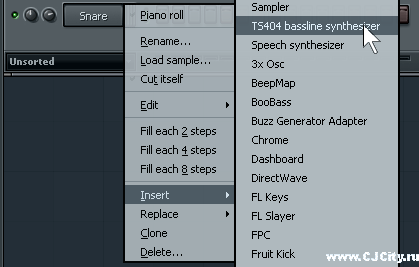 Snare
Unsorted
Piano roll
Rename...
Load sample...
Cut itself
Edit
Fill each 2 steps
Fill each 4 steps
Fill each 8 steps
Insert
Replace
Clone
Delete...
Sampler
TS404 bassline synthesizer
Speech synthesizer
3x Osc
BeepMap
BooBass
Buzz Generator Adapter
Chrome
Dashboard
DirectWave
FL Keys
FL Slayer
FPC
Fruit Kick
www.CJCity.ru